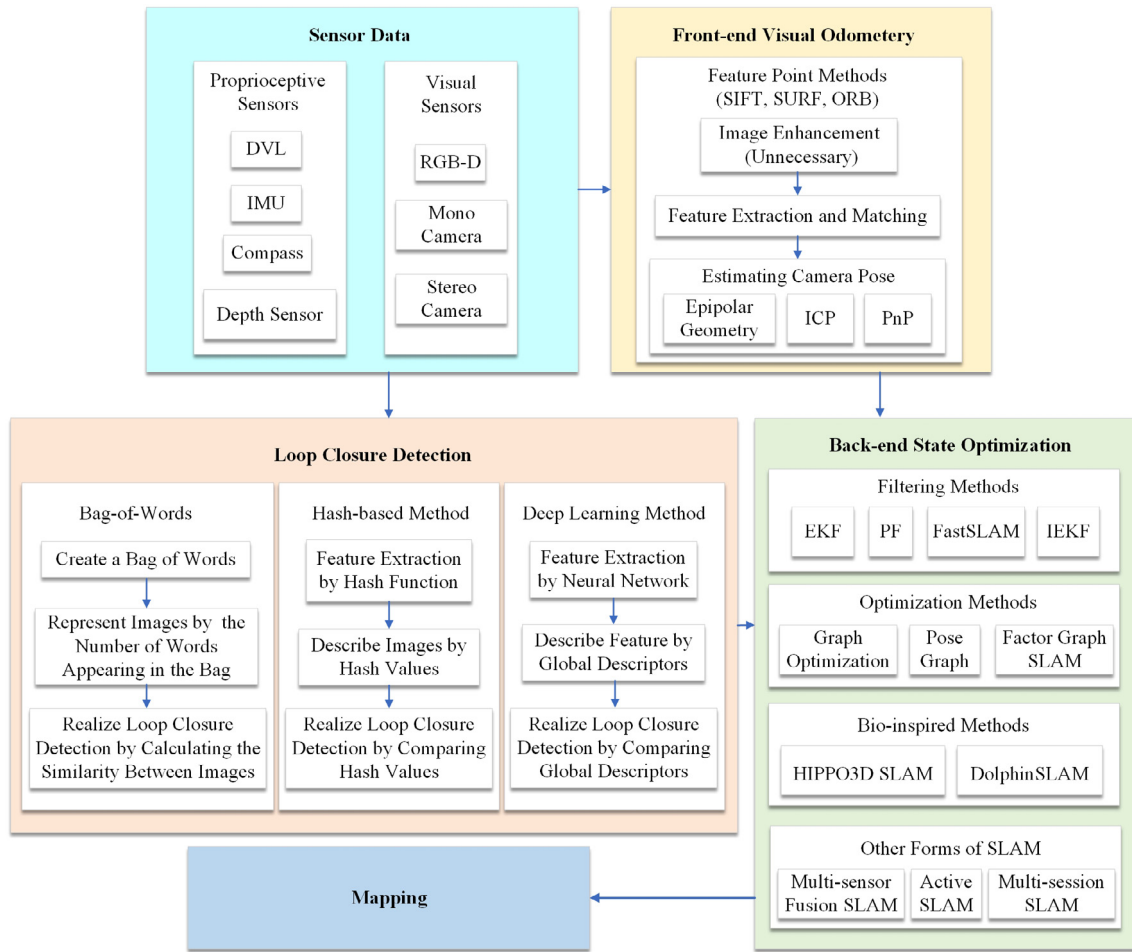 Sensor Data
Proprioceptive
Sensors
DVL
IMU
Compass
Depth Sensor
Visual
Sensors
RGB-D
Mono
Camera
Stereo
Camera
Front-end Visual Odometery
Feature Point Methods
(SIFT, SURF, ORB)
Image Enhancement
(Unnecessary)
Feature Extraction and Matching
Estimating Camera Pose
Epipolar
Geometry
ICP
PnP
Loop Closure Detection
Bag-of-Words
Create a Bag of Words
Represent Images by the
Number of Words
Appearing in the Bag
Realize Loop Closure
Detection by Calculating the
Similarity Between Images
Hash-based Method
Feature Extraction
by Hash Function
Describe Images by
Hash Values
Realize Loop Closure
Detection by Comparing
Hash Values
Deep Learning Method
Feature Extraction
by Neural Network
Describe Feature by
Global Descriptors
Realize Loop Closure
Detection by Comparing
Global Descriptors
Back-end State Optimization
Filtering Methods
EKF
PF
FastSLAM
IEKF
Optimization Methods
Graph
Optimization
Pose
Graph
Factor Graph
SLAM
Bio-inspired Methods
HIPPO3D SLAM
DolphinSLAM
Other Forms of SLAM
Multi-sensor
Fusion SLAM
Active
SLAM
Multi-session
SLAM
Mapping